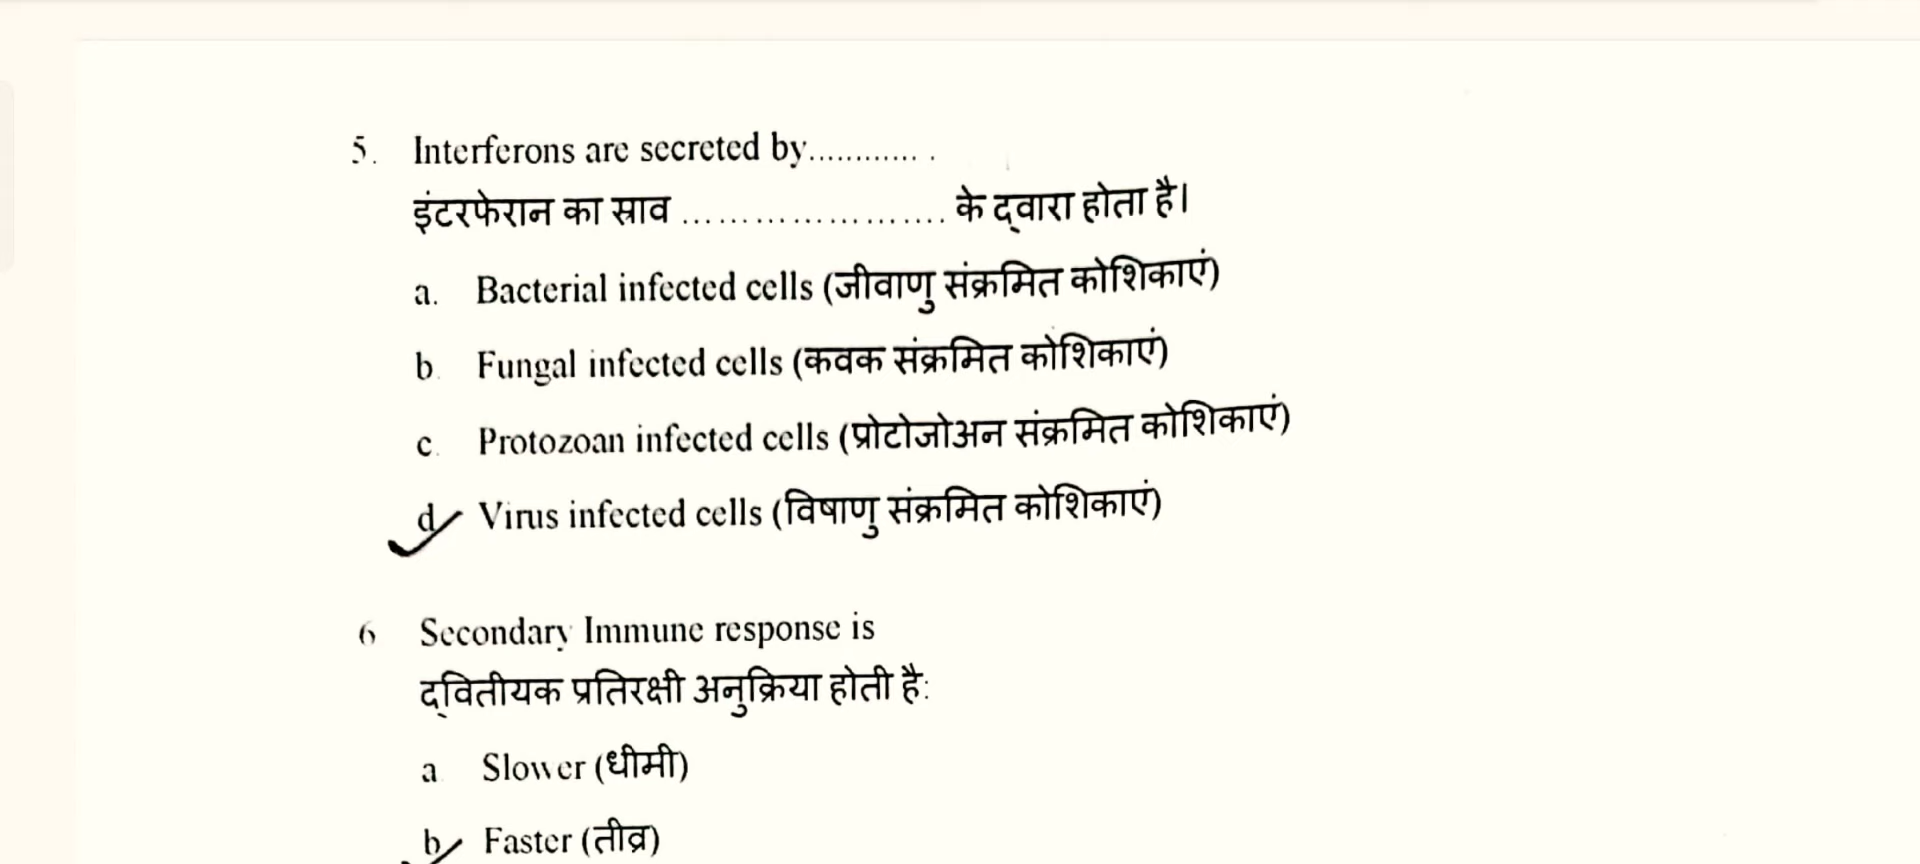 5. Interferons are secreted by............ .
इंटरफेरान का स्राव ...................... के द्वारा होता है।
a. Bacterial infected cells (जीवाणु संक्रमित कोशिकाएं)
b. Fungal infected cells (कवक संक्रमित कोशिकाएं)
c. Protozoan infected cells (प्रोटोजोअन संक्रमित कोशिकाएं)
d Virus infected cells (विषाणु संक्रमित कोशिकाएं)
6 Secondary Immune response is
द्वितीयक प्रतिरक्षी अनुक्रिया होती है:
a Slower (धीमी)
b Faster (तीव्र)